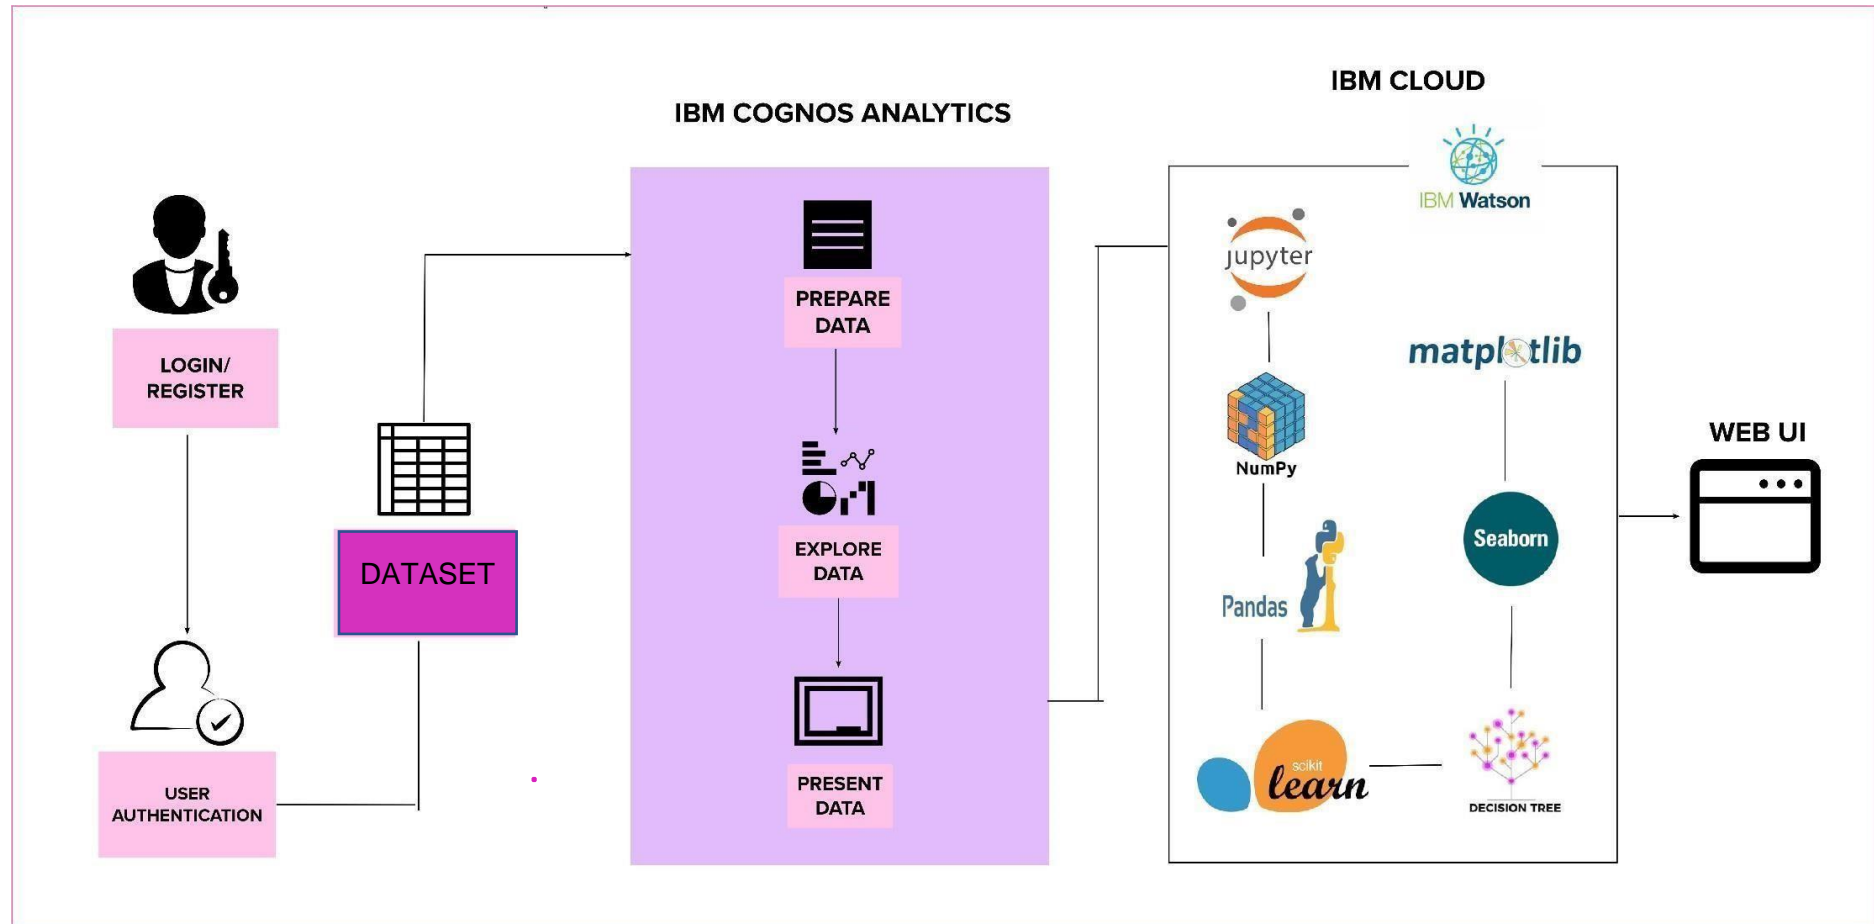 LOGIN/
REGISTER
USER
AUTHENTICATION
DATASET
IBM COGNOS ANALYTICS
PREPARE
DATA
EXPLORE
DATA
PRESENT
DATA
IBM CLOUD
IBM Watson
jupyter
NumPy
Pandas
scikit
learn
DECISION TREE
Seaborn
matplotlib
WEB UI